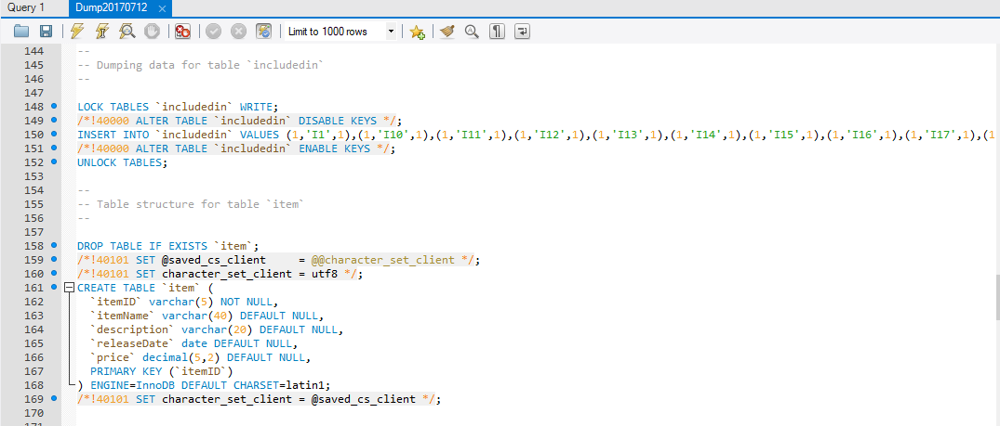 Query 1
Dump20170712
Limit to 1000 rows
144 --
145 -- Dumping data for table `includedin`
146 --
147
148 LOCK TABLES `includedin` WRITE;
149 /*!40000 ALTER TABLE `includedin` DISABLE KEYS */;
150 INSERT INTO `includedin` VALUES (1,'I1',1),(1,'I10',1),(1,'I11',1),(1,'I12',1),(1,'I13',1),(1,'I14',1),(1,'I15',1),(1,'I16',1),(1,'I17',1),(1
151 /*!40000 ALTER TABLE `includedin` ENABLE KEYS */;
152 UNLOCK TABLES;
153
154 --
155 -- Table structure for table `item`
156 --
157
158 DROP TABLE IF EXISTS `item`;
159 /*!40101 SET @saved_cs_client     = @@character_set_client */;
160 /*!40101 SET character_set_client = utf8 */;
161 CREATE TABLE `item` (
162   `itemID` varchar(5) NOT NULL,
163   `itemName` varchar(40) DEFAULT NULL,
164   `description` varchar(20) DEFAULT NULL,
165   `releaseDate` date DEFAULT NULL,
166   `price` decimal(5,2) DEFAULT NULL,
167   PRIMARY KEY (`itemID`)
168 ) ENGINE=InnoDB DEFAULT CHARSET=latin1;
169 /*!40101 SET character_set_client = @saved_cs_client */;
170
171